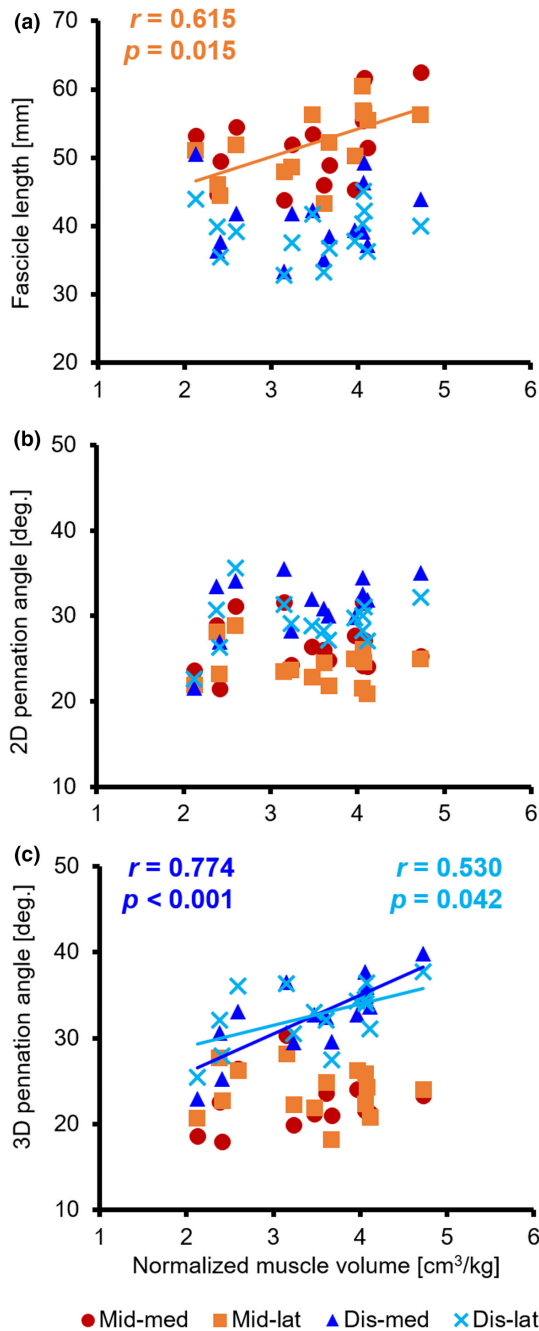 (a)
r = 0.615
p = 0.015
70
60
50
40
30
20
Fascicle length [mm]
1 2 3 4 5 6
(b)
50
40
30
20
10
2D pennation angle [deg.]
1 2 3 4 5 6
(c)
r = 0.774
p < 0.001
r = 0.530
p = 0.042
50
40
30
20
10
3D pennation angle [deg.]
1 2 3 4 5 6
Normalized muscle volume [cm³/kg]
Mid-med Mid-lat Dis-med Dis-lat